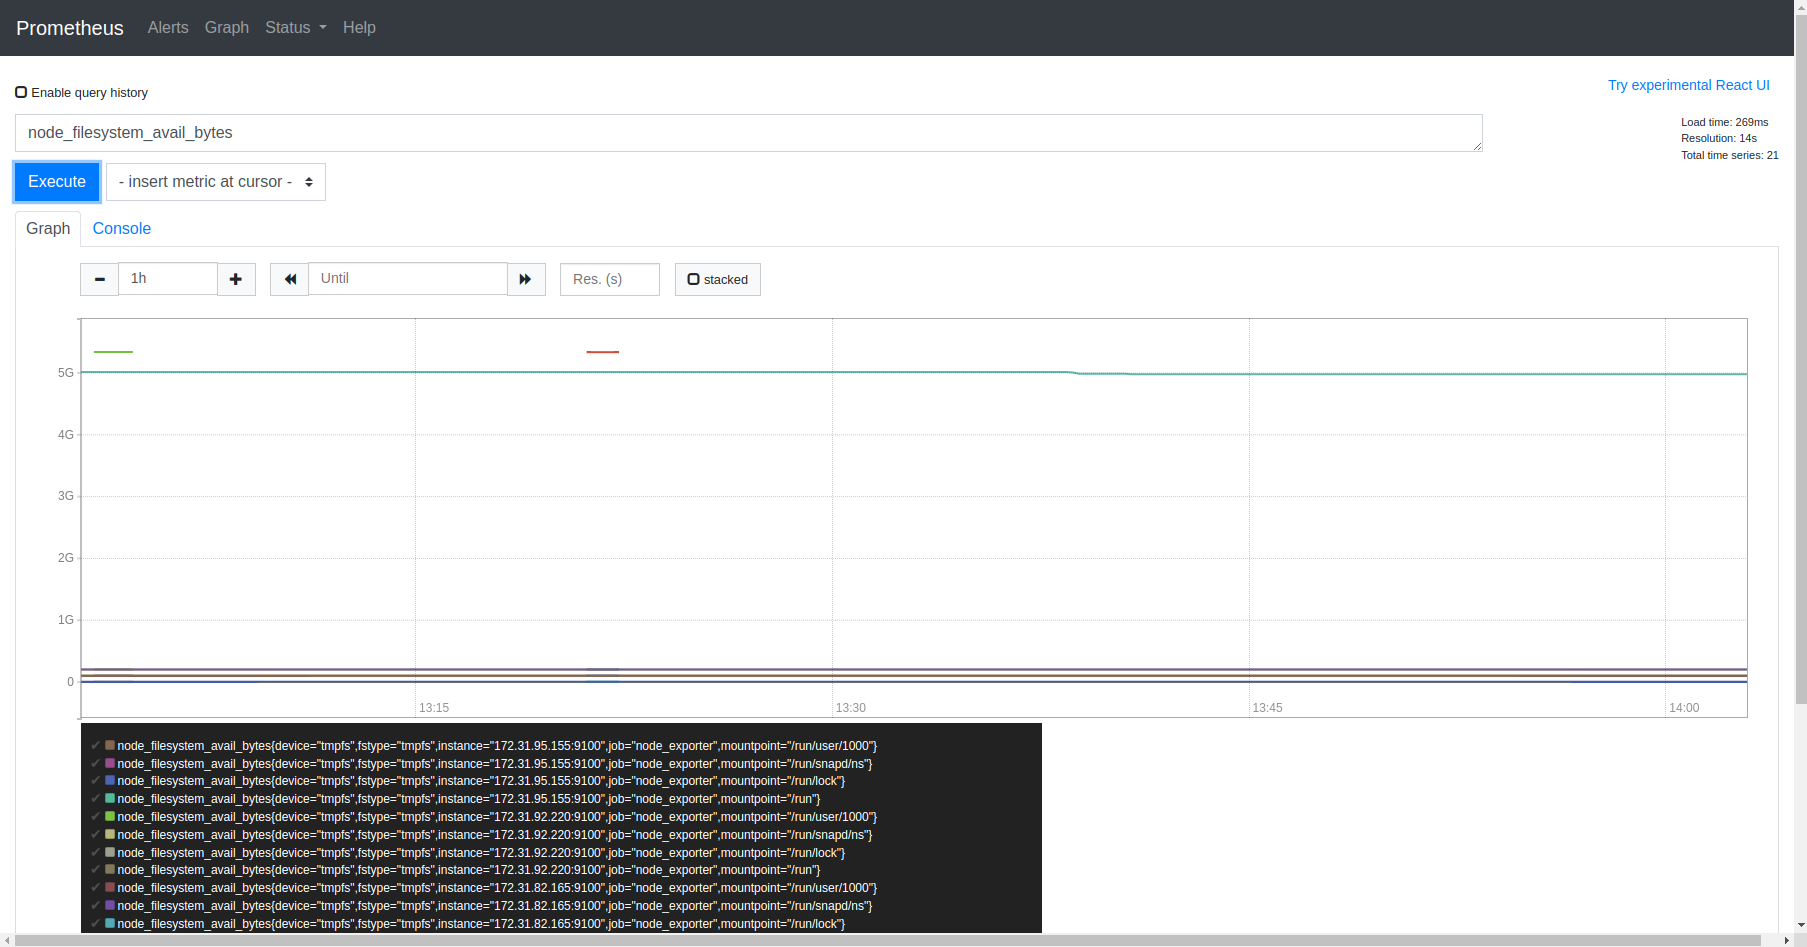 Prometheus Alerts Graph Status Help
Enable query history
Try experimental React UI
node_filesystem_avail_bytes
Load time: 269ms
Resolution: 14s
Total time series: 21
Execute
- insert metric at cursor -
Graph Console
1h Until Res. (s) stacked
5G
4G
3G
2G
1G
0
13:15 13:30 13:45 14:00
node_filesystem_avail_bytes{device="tmpfs",fstype="tmpfs",instance="172.31.95.155:9100",job="node_exporter",mountpoint="/run/user/1000"}
node_filesystem_avail_bytes{device="tmpfs",fstype="tmpfs",instance="172.31.95.155:9100",job="node_exporter",mountpoint="/run/snapd/ns"}
node_filesystem_avail_bytes{device="tmpfs",fstype="tmpfs",instance="172.31.95.155:9100",job="node_exporter",mountpoint="/run/lock"}
node_filesystem_avail_bytes{device="tmpfs",fstype="tmpfs",instance="172.31.95.155:9100",job="node_exporter",mountpoint="/run"}
node_filesystem_avail_bytes{device="tmpfs",fstype="tmpfs",instance="172.31.92.220:9100",job="node_exporter",mountpoint="/run/user/1000"}
node_filesystem_avail_bytes{device="tmpfs",fstype="tmpfs",instance="172.31.92.220:9100",job="node_exporter",mountpoint="/run/snapd/ns"}
node_filesystem_avail_bytes{device="tmpfs",fstype="tmpfs",instance="172.31.92.220:9100",job="node_exporter",mountpoint="/run/lock"}
node_filesystem_avail_bytes{device="tmpfs",fstype="tmpfs",instance="172.31.92.220:9100",job="node_exporter",mountpoint="/run"}
node_filesystem_avail_bytes{device="tmpfs",fstype="tmpfs",instance="172.31.82.165:9100",job="node_exporter",mountpoint="/run/user/1000"}
node_filesystem_avail_bytes{device="tmpfs",fstype="tmpfs",instance="172.31.82.165:9100",job="node_exporter",mountpoint="/run/snapd/ns"}
node_filesystem_avail_bytes{device="tmpfs",fstype="tmpfs",instance="172.31.82.165:9100",job="node_exporter",mountpoint="/run/lock"}